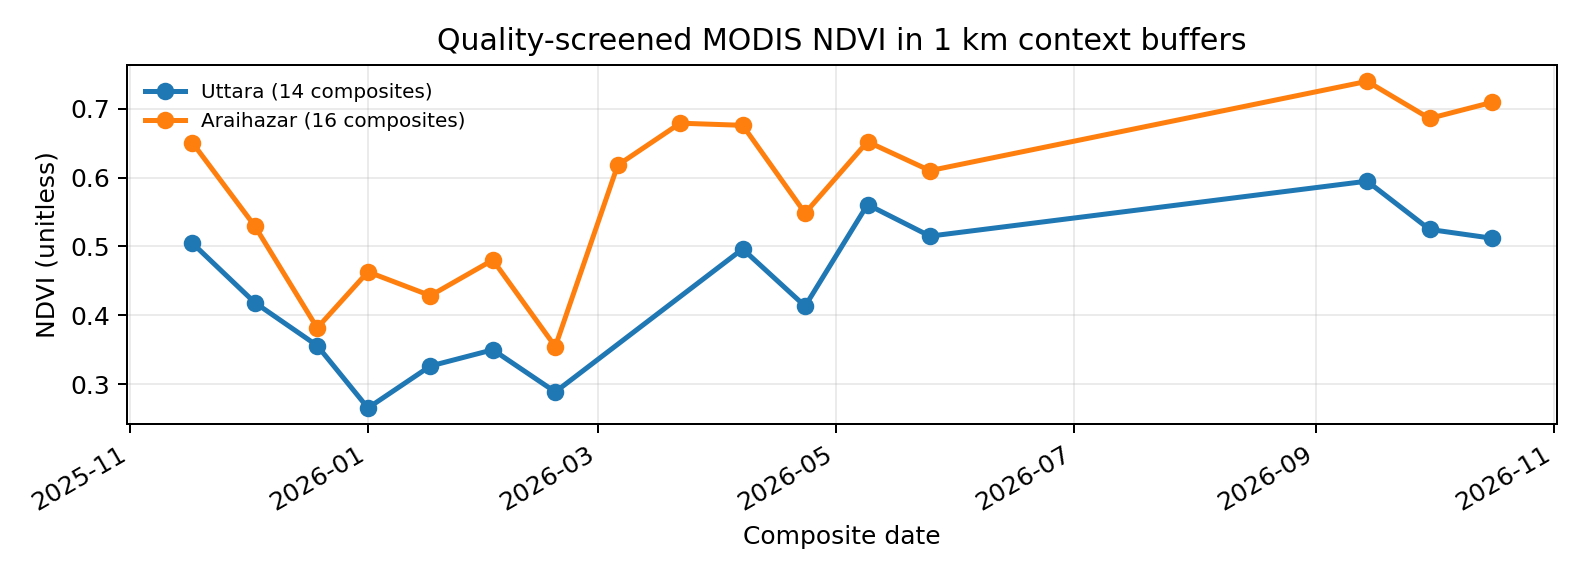 Quality-screened MODIS NDVI in 1 km context buffers
Uttara (14 composites)
Araihazar (16 composites)
NDVI (unitless)
0.7
0.6
0.5
0.4
0.3
2025-11
2026-01
2026-03
2026-05
2026-07
2026-09
2026-11
Composite date